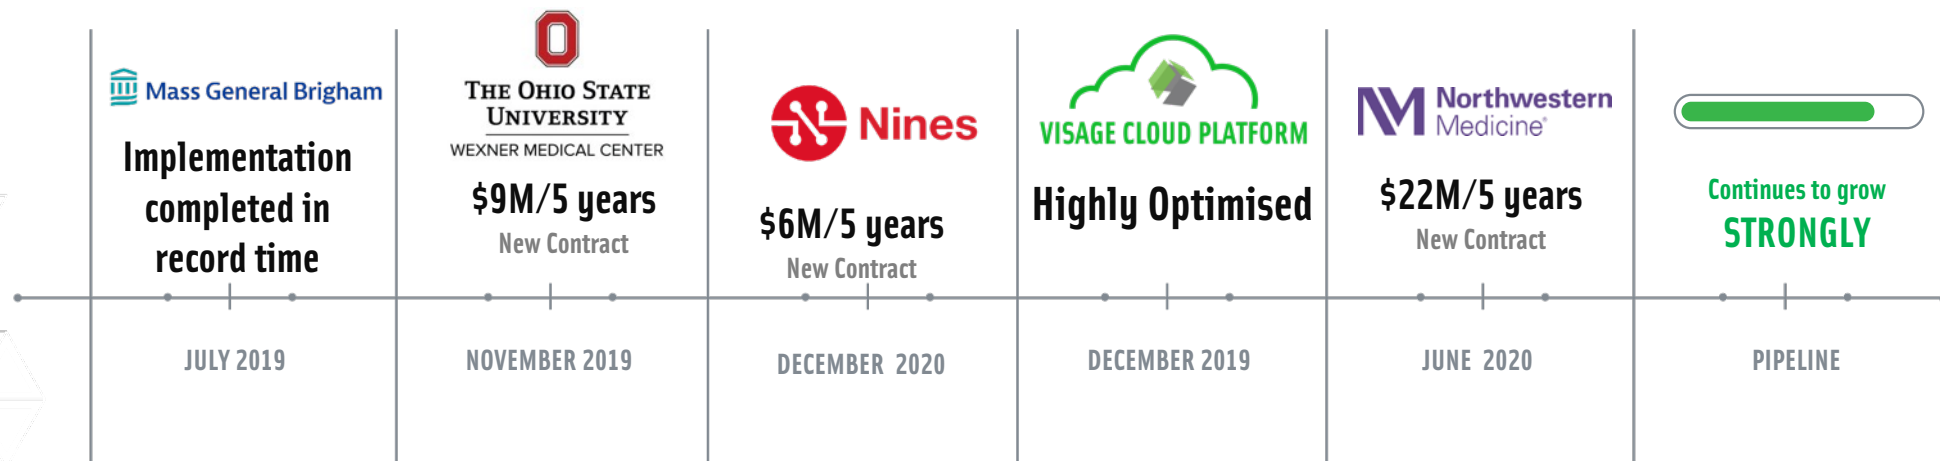 Mass General Brigham
Implementation
completed in
record time
JULY 2019
THE OHIO STATE
UNIVERSITY
WEXNER MEDICAL CENTER
$9M/5 years
New Contract
NOVEMBER 2019
Nines
$6M/5 years
New Contract
DECEMBER 2020
VISAGE CLOUD PLATFORM
Highly Optimised
DECEMBER 2019
Northwestern
Medicine®
$22M/5 years
New Contract
JUNE 2020
Continues to grow
STRONGLY
PIPELINE